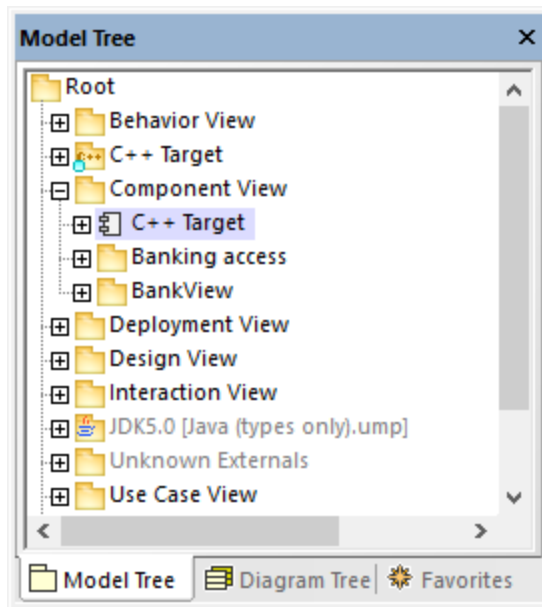 Model Tree
Root
Behavior View
C++ Target
Component View
C++ Target
Banking access
BankView
Deployment View
Design View
Interaction View
JDK5.0 [Java (types only).ump]
Unknown Externals
Use Case View
Model Tree Diagram Tree Favorites